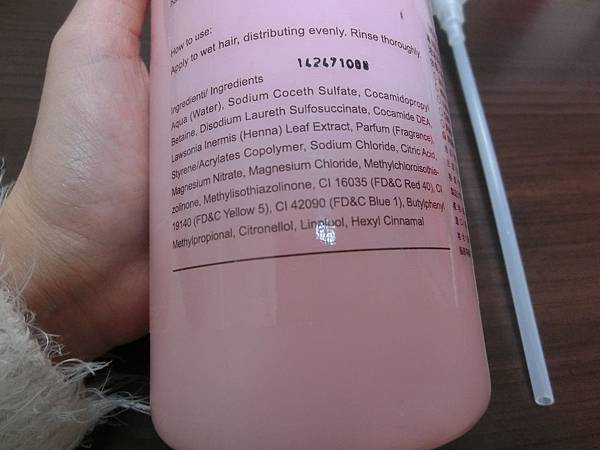 How to use:
Apply to wet hair, distributing evenly. Rinse thoroughly.
Ingredienti/ Ingredients
Aqua (Water), Sodium Coceth Sulfate, Cocamidopropyl
Betaine, Disodium Laureth Sulfosuccinate, Cocamide DEA,
Lawsonia Inermis (Henna) Leaf Extract, Parfum (Fragrance),
Styrene/Acrylates Copolymer, Sodium Chloride, Citric Acid,
Magnesium Nitrate, Magnesium Chloride, Methylchloroisothia-
zolinone, Methylisothiazolinone, CI 16035 (FD&C Red 40), CI
19140 (FD&C Yellow 5), CI 42090 (FD&C Blue 1), Butylphenyl
Methylpropional, Citronellol, Linalool, Hexyl Cinnamal